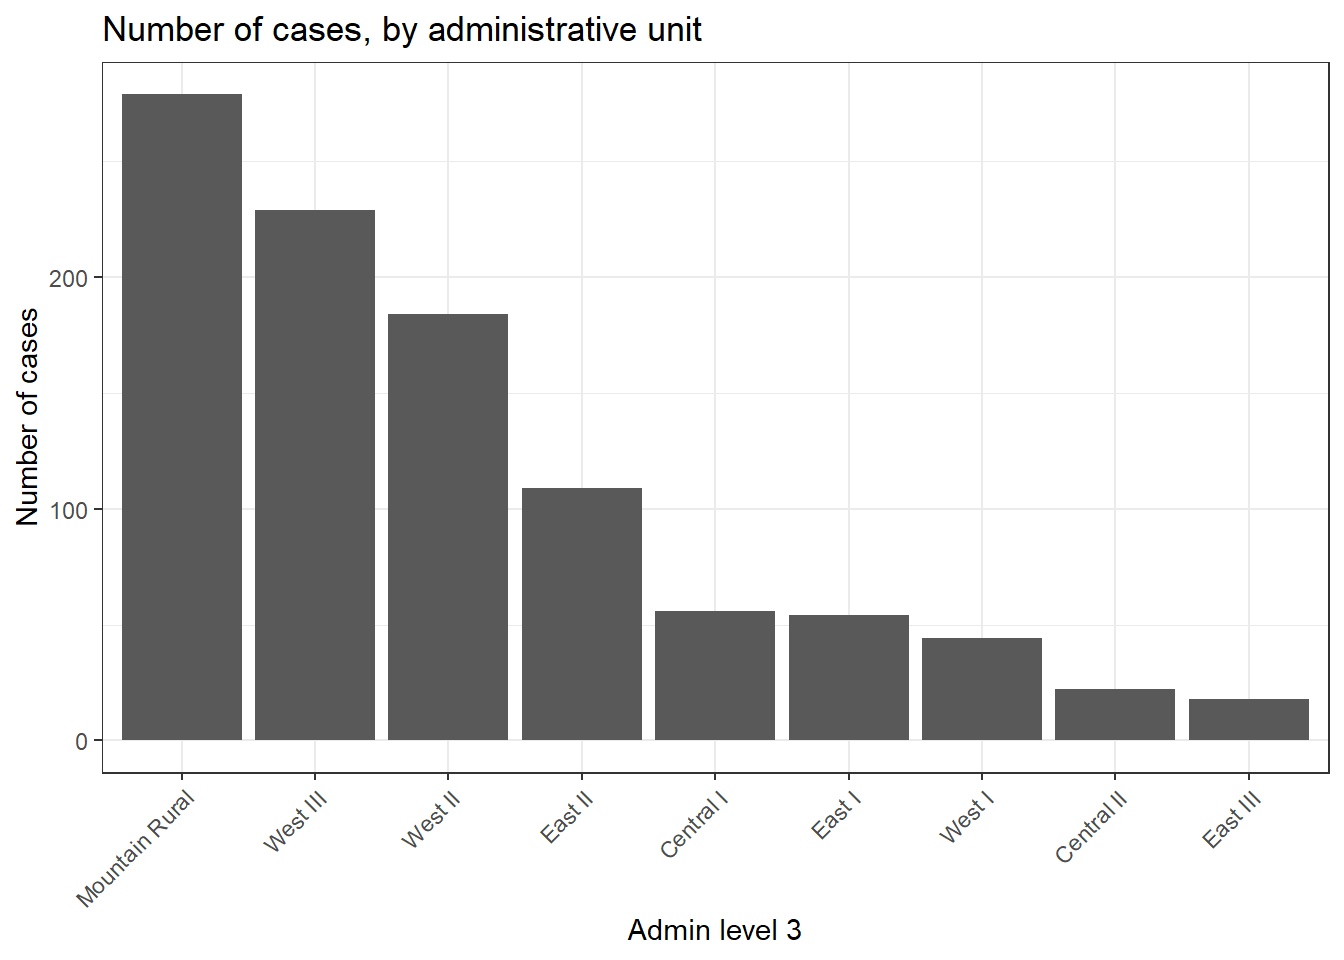 Number of cases, by administrative unit
Number of cases
200
100
0
Mountain Rural
West III
West II
East II
Central I
East I
West I
Central II
East III
Admin level 3